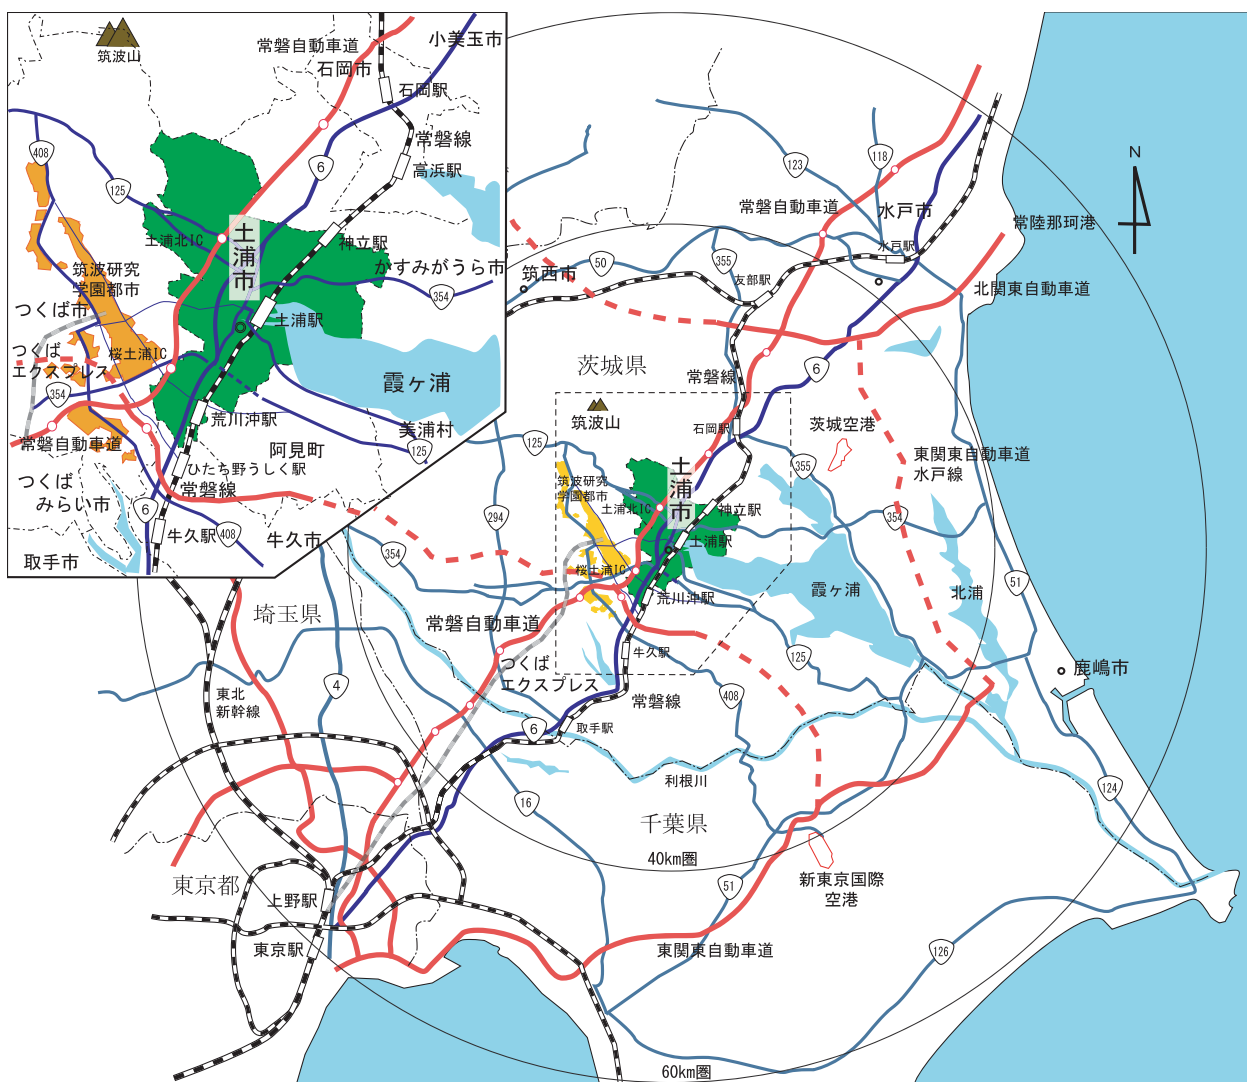 筑波山
常磐自動車道
小美玉市
石岡市
石岡駅
常磐線
高浜駅
408
125
6
土浦市
土浦北IC
神立駅
かすみがうら市
354
筑波研究
学園都市
つくば市
土浦駅
つくば
エクスプレス
桜土浦IC
354
霞ヶ浦
荒川沖駅
美浦村
125
常磐自動車道
阿見町
ひたち野うしく駅
常磐線
つくば
みらい市
6
牛久駅
408
牛久市
取手市
N
123
118
常磐自動車道
水戸市
水戸駅
常陸那珂港
355
50
友部駅
筑西市
北関東自動車道
茨城県
常磐線
6
筑波山
石岡駅
茨城空港
125
355
東関東自動車道
水戸線
筑波研究
学園都市
土浦市
土浦北IC
神立駅
294
354
354
土浦駅
桜土浦IC
51
霞ヶ浦
北浦
荒川沖駅
埼玉県
常磐自動車道
牛久駅
125
鹿嶋市
つくば
エクスプレス
4
東北
新幹線
408
常磐線
6
取手駅
利根川
124
16
千葉県
40km圏
東京都
51
新東京国際
空港
上野駅
東京駅
東関東自動車道
126
60km圏